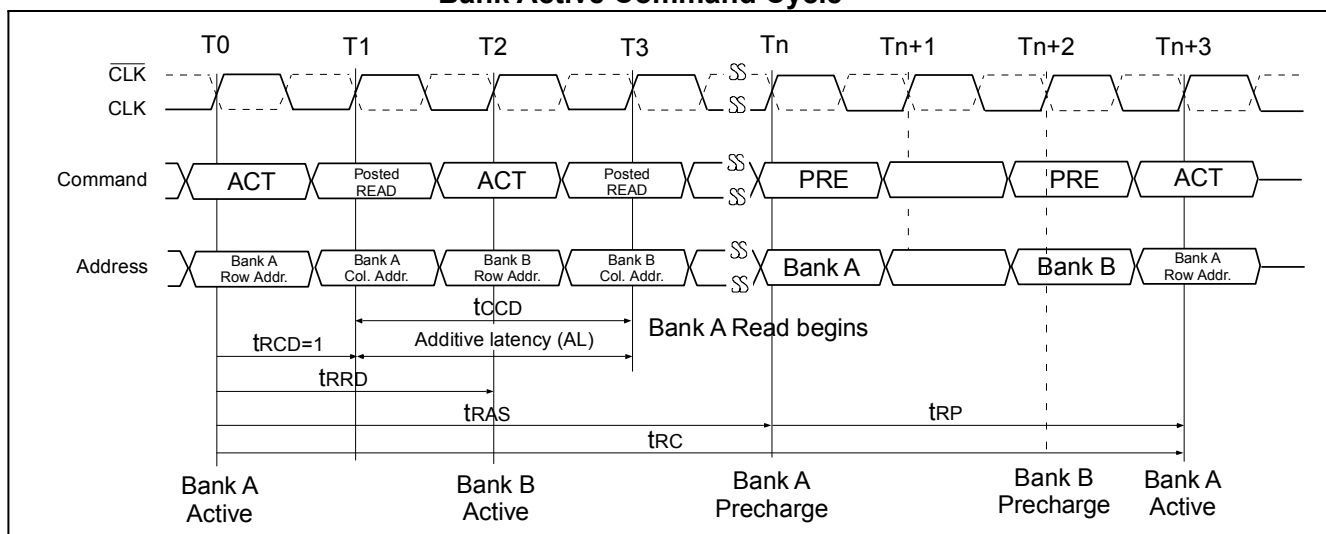 Bank Active Command Cycle
T0 T1 T2 T3 Tn Tn+1 Tn+2 Tn+3
CLK
CLK
Command ACT Posted READ ACT Posted READ PRE PRE ACT
Address Bank A Row Addr. Bank A Col. Addr. Bank B Row Addr. Bank B Col. Addr. Bank A Bank B Bank A Row Addr.
tCCD
Bank A Read begins
tRCD=1 Additive latency (AL)
tRRD
tRAS tRP
tRC
Bank A Active Bank B Active Bank A Precharge Bank B Precharge Bank A Active